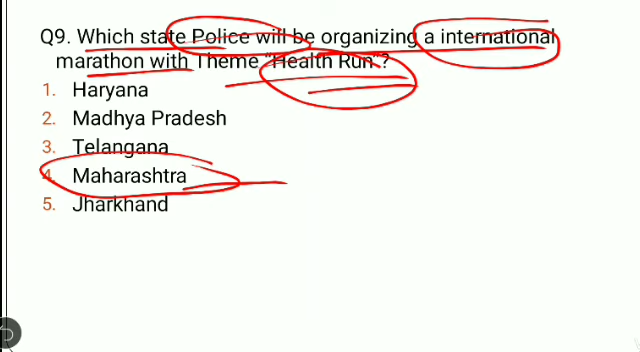 Q9. Which state Police will be organizing a international
marathon with Theme "Health Run"?
1. Haryana
2. Madhya Pradesh
3. Telangana
4. Maharashtra
5. Jharkhand